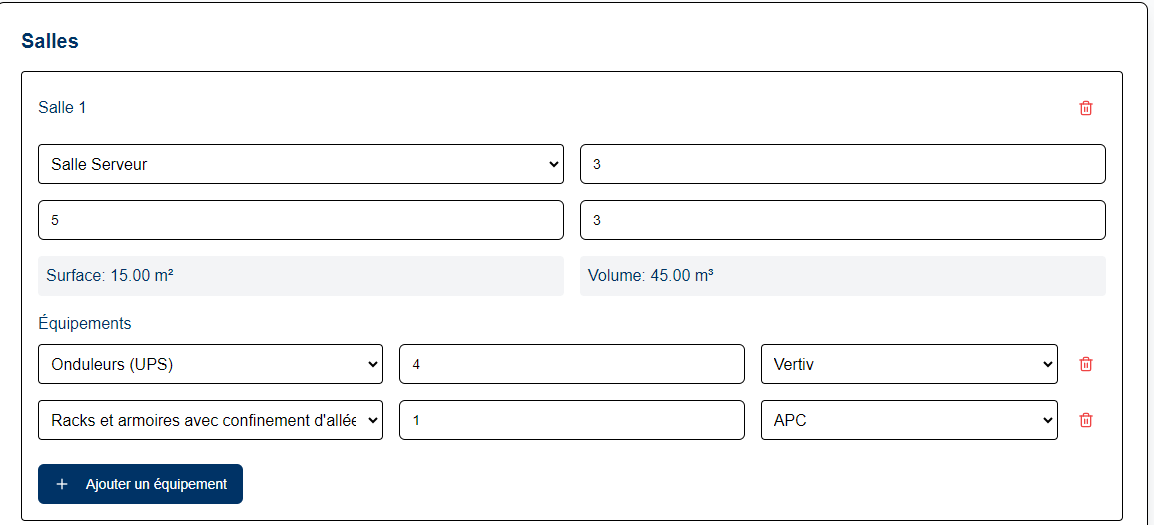 Salles
Salle 1
Salle Serveur
3
5
3
Surface: 15.00 m²
Volume: 45.00 m³
Équipements
Onduleurs (UPS)
4
Vertiv
Racks et armoires avec confinement d'allée
1
APC
+ Ajouter un équipement